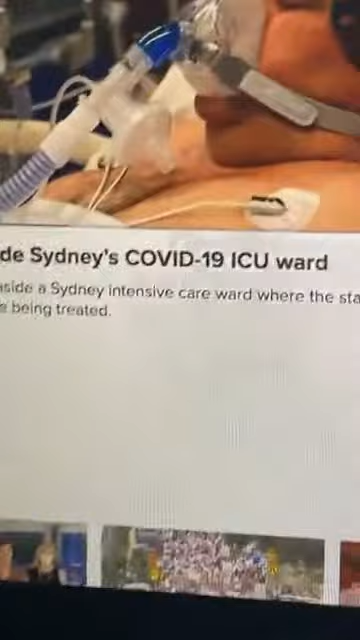 de Sydney's COVID-19 ICU ward
side a Sydney intensive care ward where the sta
being treated.